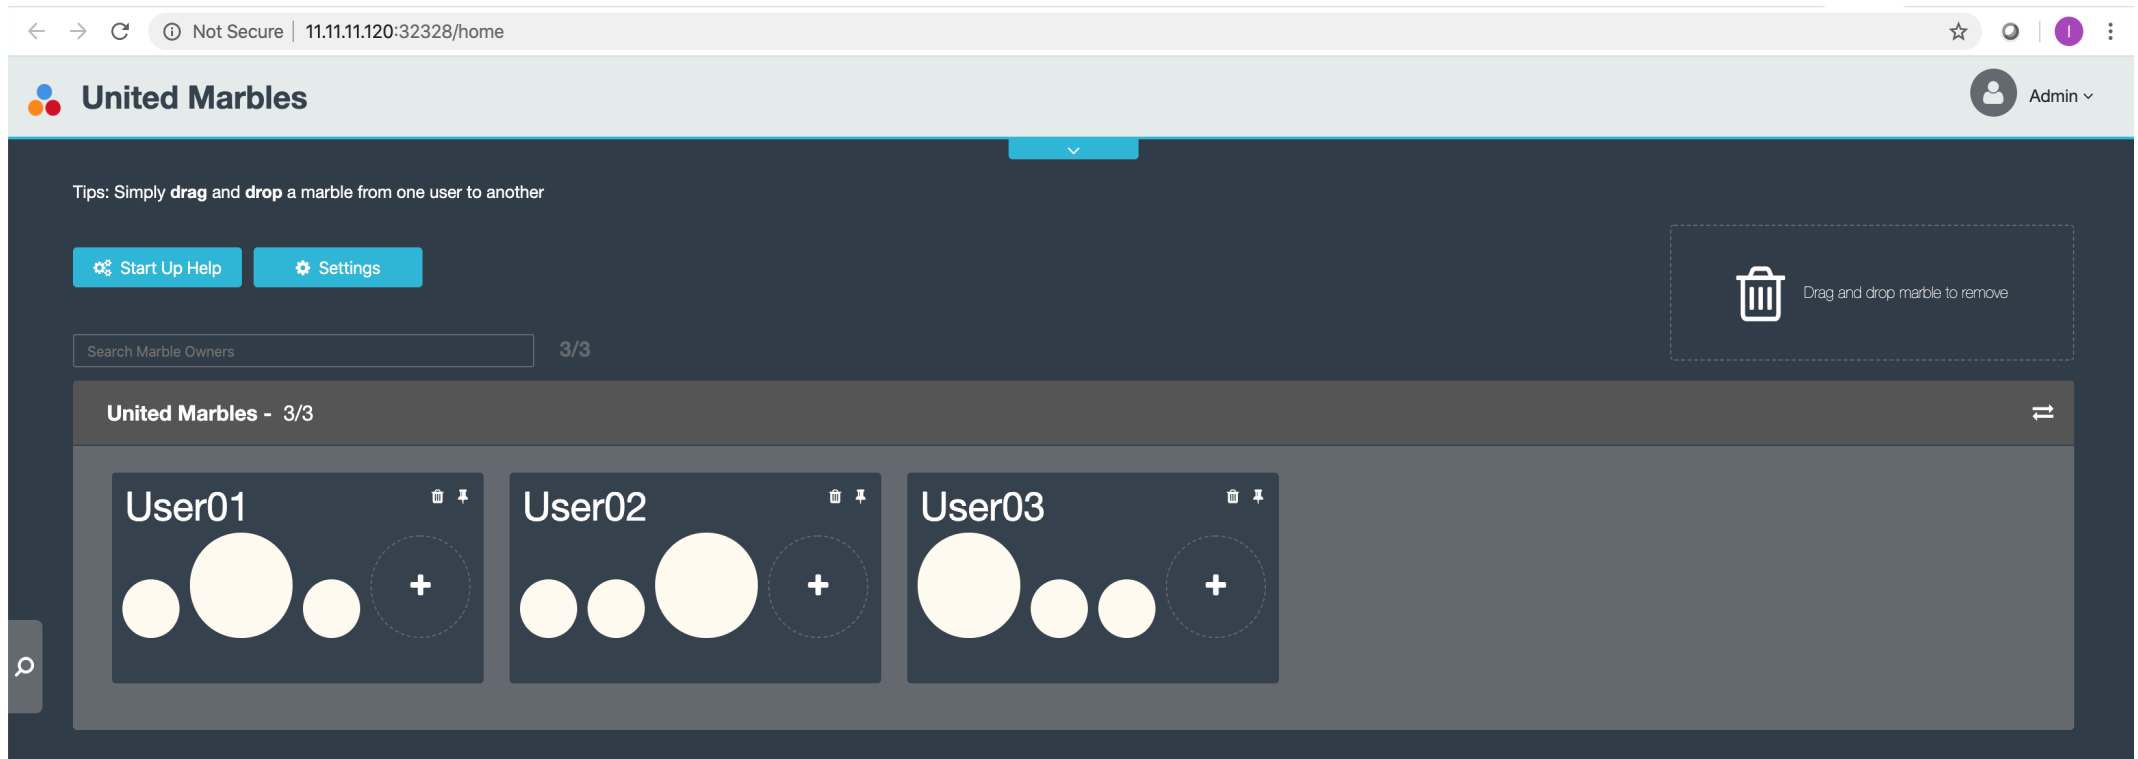 Not Secure | 11.11.11.120:32328/home
I
United Marbles
Admin
Tips: Simply drag and drop a marble from one user to another
Start Up Help
Settings
Drag and drop marble to remove
Search Marble Owners
3/3
United Marbles - 3/3
User01
User02
User03